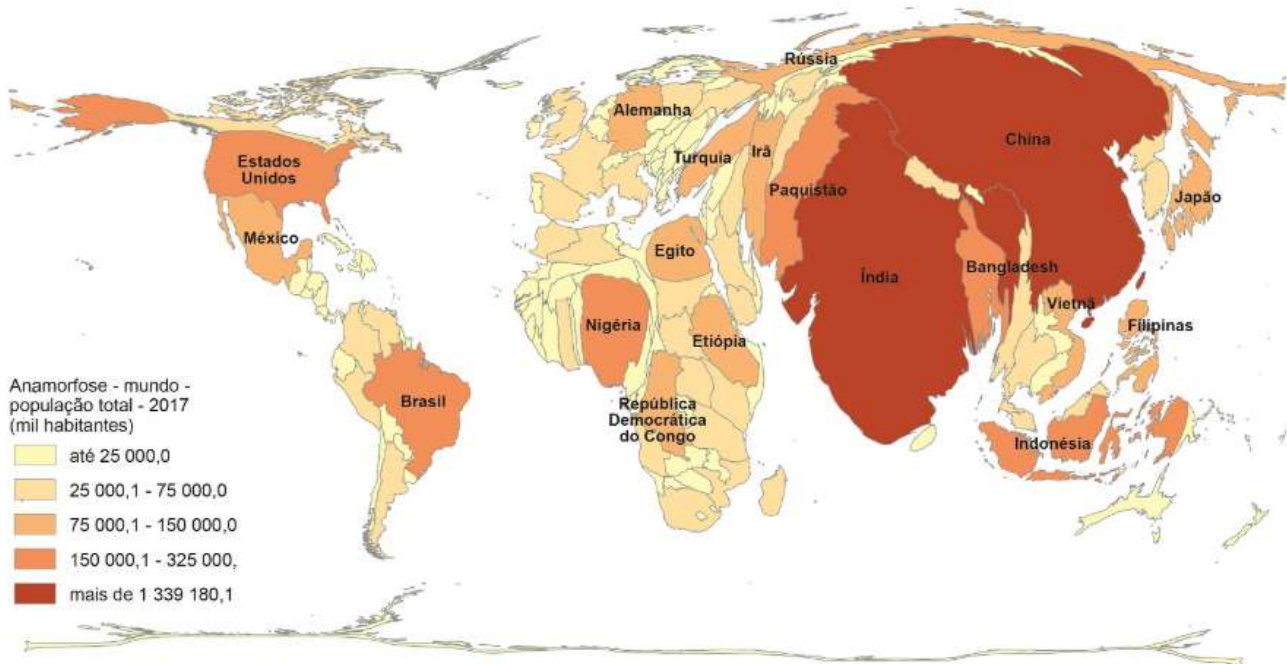 Rússia
Alemanha
China
Estados
Unidos
Turquia
Irã
Paquistão
Japão
México
Egito
Índia
Bangladesh
Vietnã
Nigéria
Filipinas
Etiópia
Brasil
República
Democrática
do Congo
Indonésia
Anamorfose - mundo -
população total - 2017
(mil habitantes)
até 25 000,0
25 000,1 - 75 000,0
75 000,1 - 150 000,0
150 000,1 - 325 000,
mais de 1 339 180,1